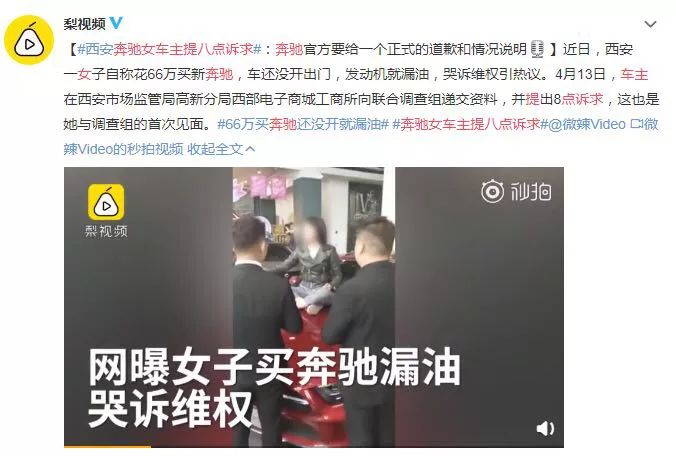 梨视频
#西安奔驰女车主提八点诉求#：奔驰官方要给一个正式的道歉和情况说明🎙】近日，西安
一女子自称花66万买新奔驰，车还没开出门，发动机就漏油，哭诉维权引热议。4月13日，车主
在西安市场监管局高新分局西部电子商城工商所向联合调查组递交资料，并提出8点诉求，这也是
她与调查组的首次见面。#66万买奔驰还没开就漏油# #奔驰女车主提八点诉求#@微辣Video 微
辣Video的秒拍视频 收起全文
梨视频
秒拍
网曝女子买奔驰漏油
哭诉维权